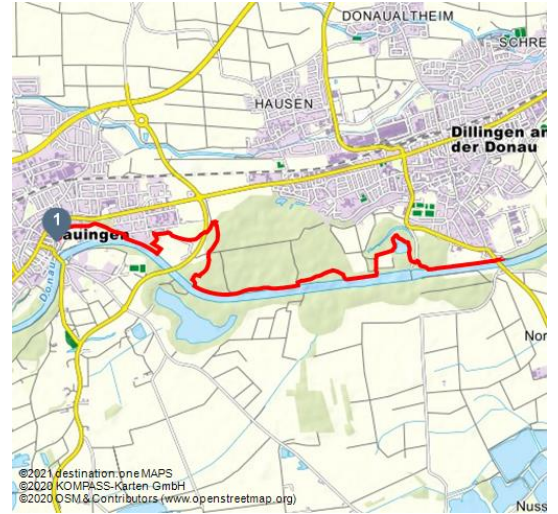 DONAUALTHEIM
SCHRE
HAUSEN
Dillingen an
der Donau
1
auingen
Donau
Nor
©2021 destination.one MAPS
©2020 KOMPASS-Karten GmbH
©2020 OSM & Contributors (www.openstreetmap.org)
Nuss